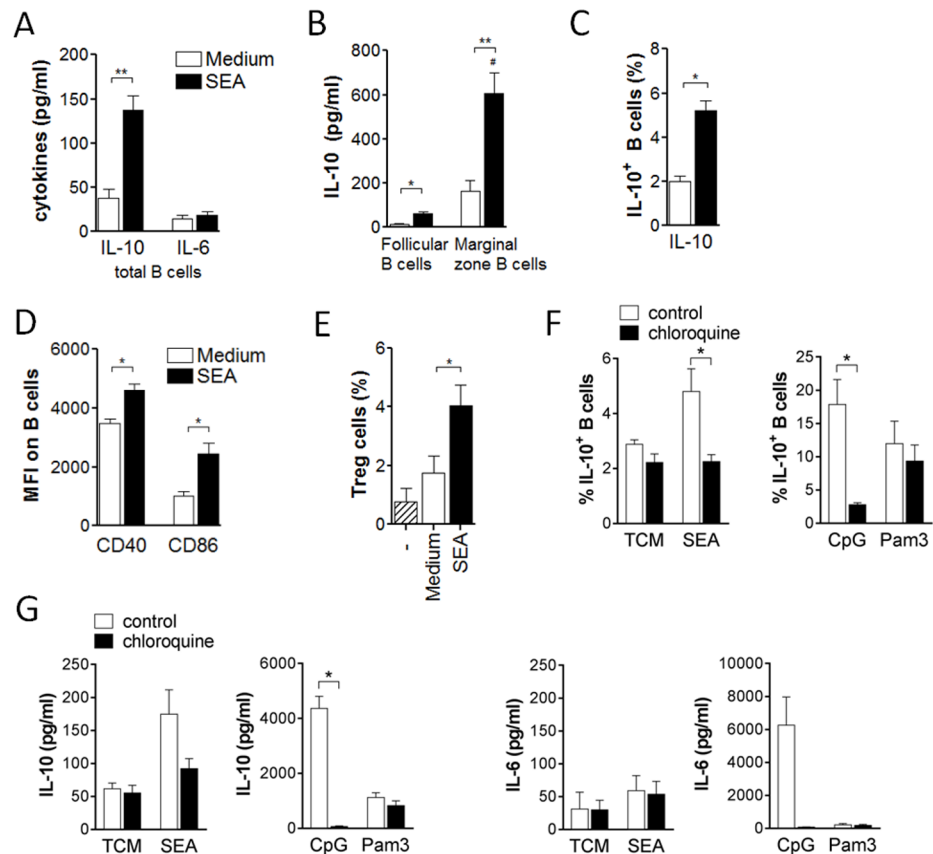 A
cytokines (pg/ml)
200
150
100
50
0
Medium
SEA
**
IL-10 IL-6
total B cells
B
IL-10 (pg/ml)
800
600
400
200
0
*
**
#
Follicular
B cells
Marginal
zone B cells
C
IL-10+ B cells (%)
8
6
4
2
0
*
IL-10
D
MFI on B cells
6000
4000
2000
0
Medium
SEA
*
*
CD40 CD86
E
Treg cells (%)
6
4
2
0
*
-
Medium
SEA
F
control
chloroquine
% IL-10+ B cells
6
4
2
0
*
TCM SEA
% IL-10+ B cells
25
20
15
10
5
0
*
CpG Pam3
G
control
chloroquine
IL-10 (pg/ml)
250
200
150
100
50
0
TCM SEA
IL-10 (pg/ml)
6000
4000
2000
0
*
CpG Pam3
IL-6 (pg/ml)
250
200
150
100
50
0
TCM SEA
IL-6 (pg/ml)
10000
8000
6000
4000
2000
0
CpG Pam3